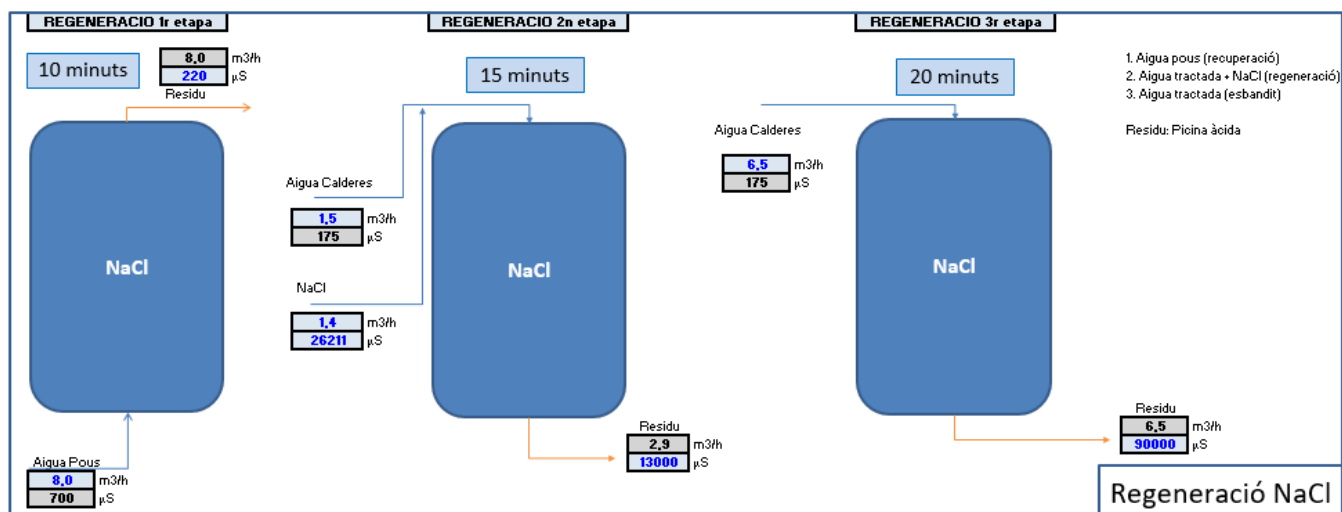 REGENERACIO 1r etapa
10 minuts
8,0 m3/h
220 µS
Residu
NaCl
Aigua Pous
8,0 m3/h
700 µS
REGENERACIO 2n etapa
15 minuts
Aigua Calderes
1,5 m3/h
175 µS
NaCl
1,4 m3/h
26211 µS
NaCl
Residu
2,9 m3/h
13000 µS
REGENERACIO 3r etapa
20 minuts
Aigua Calderes
6,5 m3/h
175 µS
NaCl
Residu
6,5 m3/h
90000 µS
1. Aigua pous (recuperació)
2. Aigua tractada + NaCl (regeneració)
3. Aigua tractada (esbandit)
Residu: Picina àcida
Regeneració NaCl